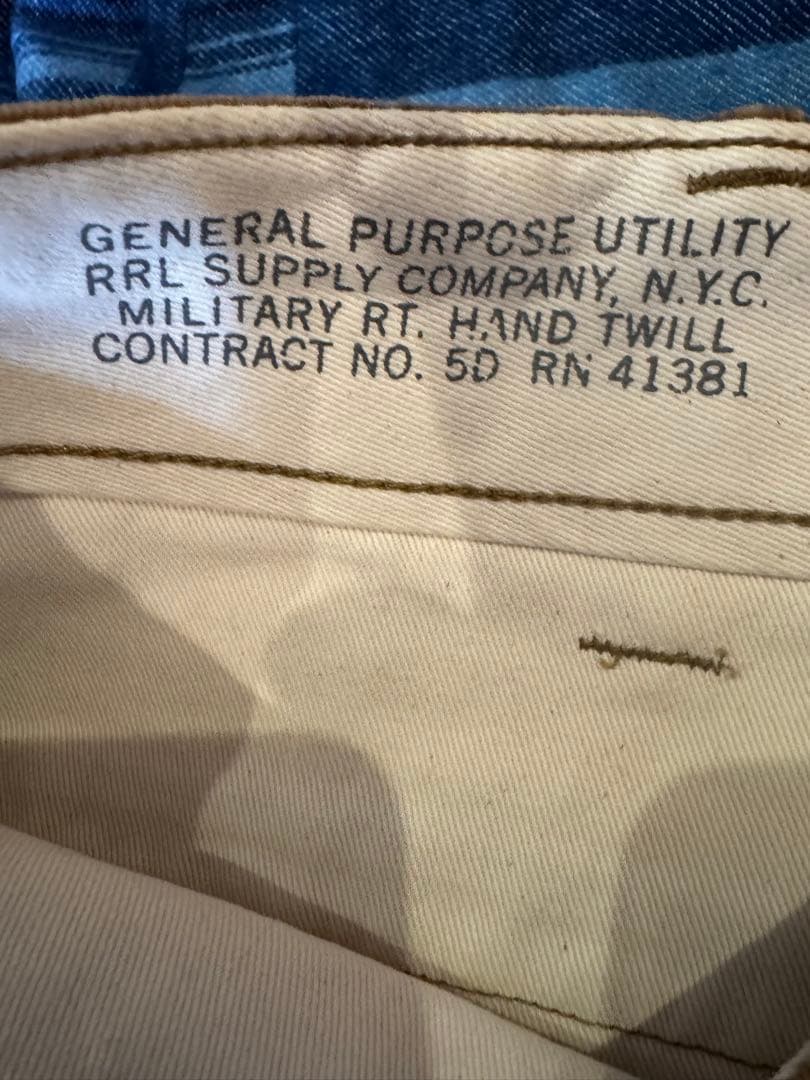 GENERAL PURPOSE UTILITY
RRL SUPPLY COMPANY, N.Y.C.
MILITARY RT. HAND TWILL
CONTRACT NO. 5D RN 41381